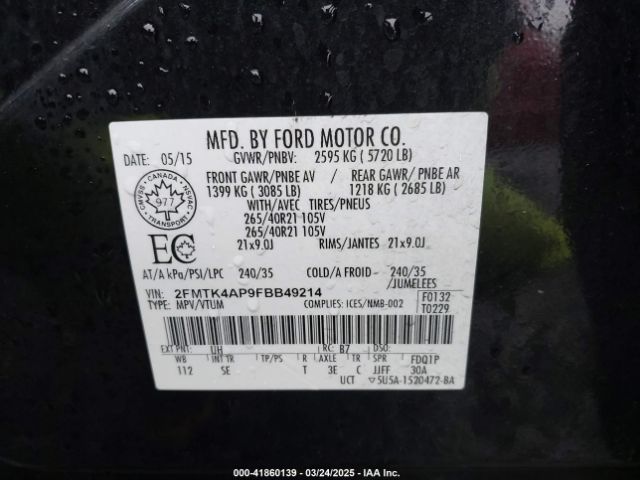 MFD. BY FORD MOTOR CO.
DATE: 05/15 GVWR/PNBV: 2595 KG ( 5720 LB)
FRONT GAWR/PNBE AV / REAR GAWR/ PNBE AR
1399 KG ( 3085 LB) 1218 KG ( 2685 LB)
WITH/AVEC TIRES/PNEUS
265/40R21 105V
265/40R21 105V
21x9.0J RIMS/JANTES 21x9.0J
CANADA
977
TRANSPORT
EC
AT/A kPa/PSI/LPC 240/35 COLD/A FROID - 240/35
/JUMELEES
VIN: 2FMTK4AP9FBB49214
TYPE: MPV/VTUM COMPLIES: ICES/NMB-002
F0132
T0229
EXT PNT: UH RC: B7 DSO:
WB INT TR TP/PS R AXLE TR SPR FDQ1P
112 SE T 3E C JJFF 30A
UCT 5U5A-1520472-BA
©41860139 - 03/24/2025 - IAA Inc.